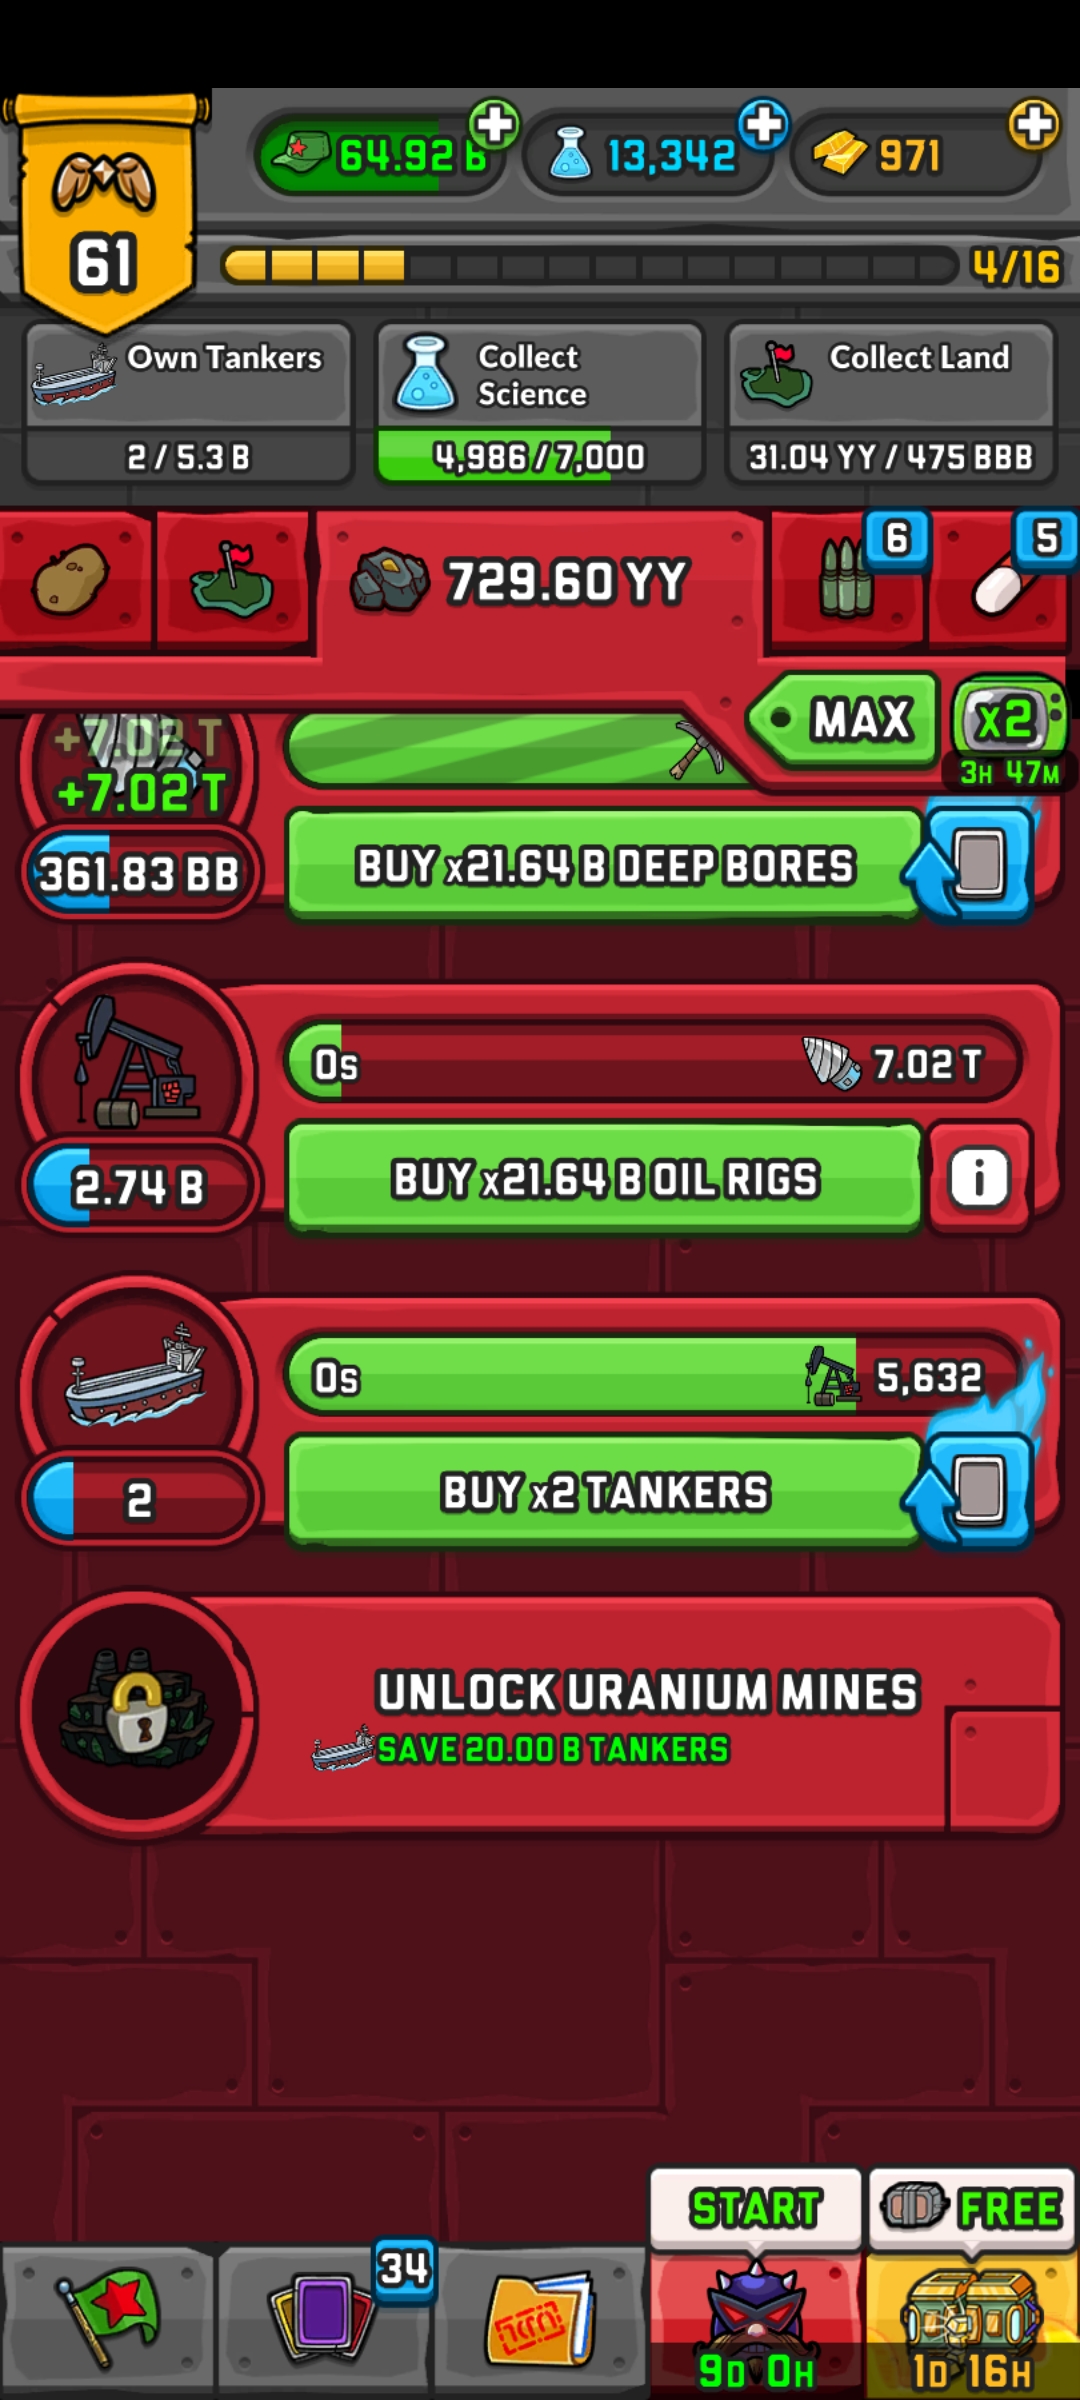 64.92 B
13,342
971
61
4/16
Own Tankers
2 / 5.3 B
Collect
Science
4,986 / 7,000
Collect Land
31.04 YY / 475 BBB
729.60 YY
6
5
MAX
x2
3H 47M
+7.02 T
+7.02 T
361.83 BB
BUY x21.64 B DEEP BORES
0s
7.02 T
2.74 B
BUY x21.64 B OIL RIGS
i
0s
5,632
2
BUY x2 TANKERS
UNLOCK URANIUM MINES
SAVE 20.00 B TANKERS
START
FREE
34
9D 0H
1D 16H